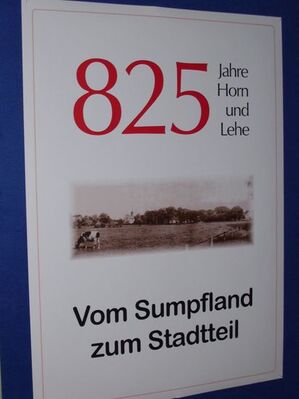 825
Jahre
Horn
und
Lehe
Vom Sumpfland
zum Stadtteil